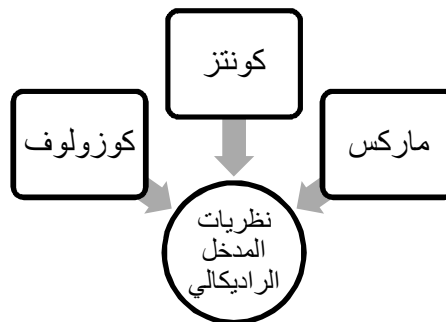 كونتز
ماركس
كوزولوف
نظريات
المدخل
الراديكالي